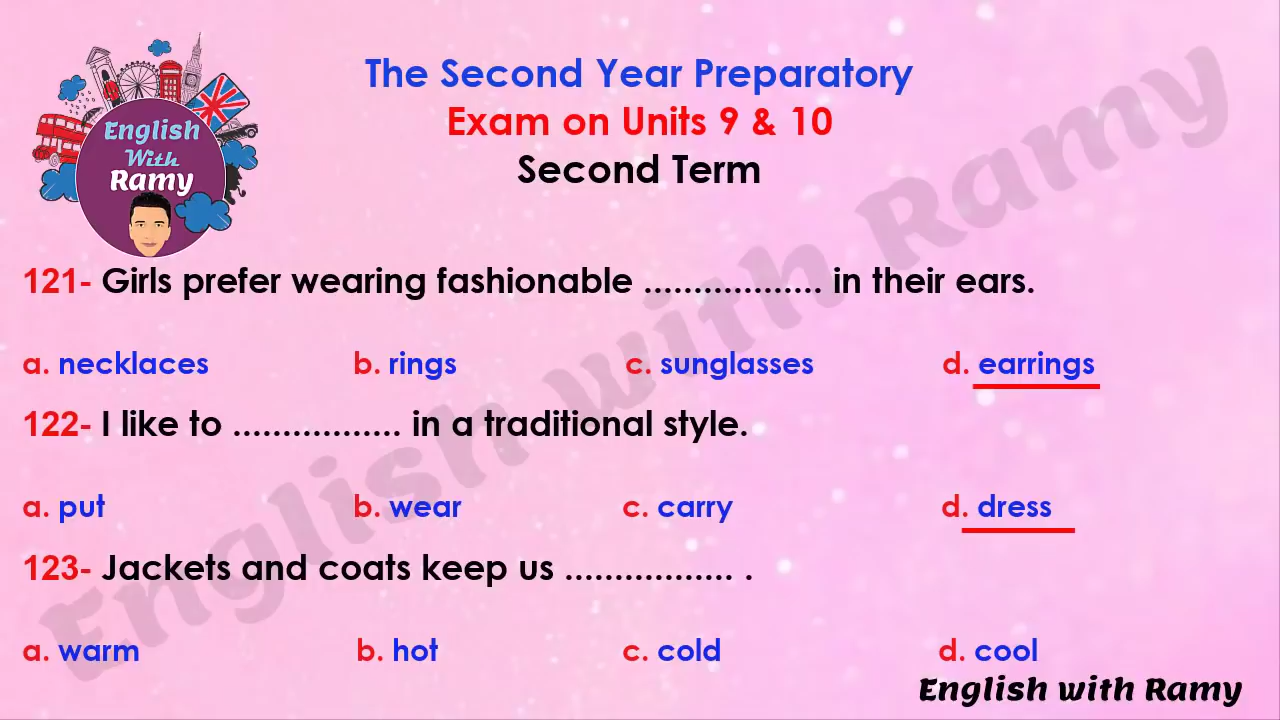 English
With
Ramy
The Second Year Preparatory
Exam on Units 9 & 10
Second Term
English with Ramy
121- Girls prefer wearing fashionable .................. in their ears.
a. necklaces b. rings c. sunglasses d. earrings
122- I like to ................. in a traditional style.
a. put b. wear c. carry d. dress
123- Jackets and coats keep us ................. .
a. warm b. hot c. cold d. cool
English with Ramy